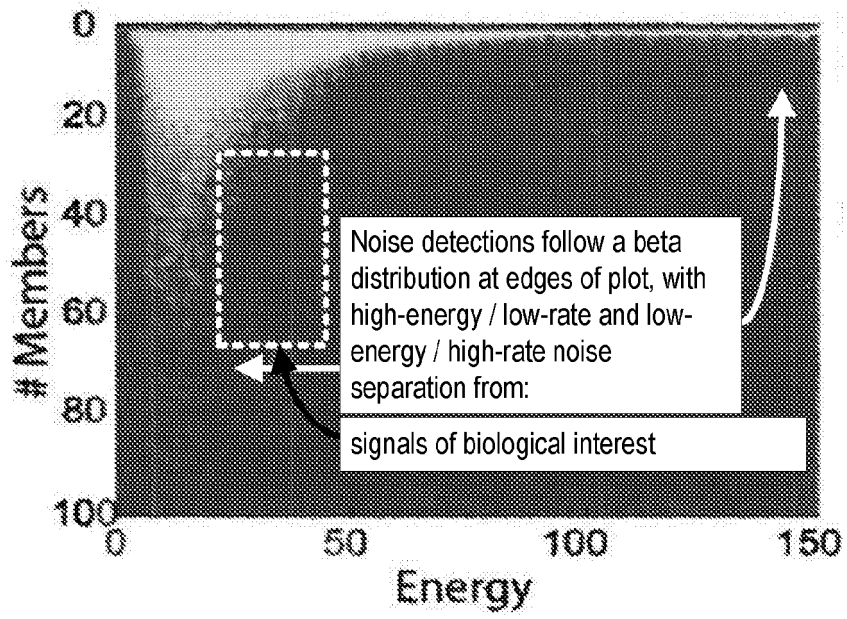 0
20
40
60
80
100
# Members
Noise detections follow a beta
distribution at edges of plot, with
high-energy / low-rate and low-
energy / high-rate noise
separation from:
signals of biological interest
0 50 100 150
Energy